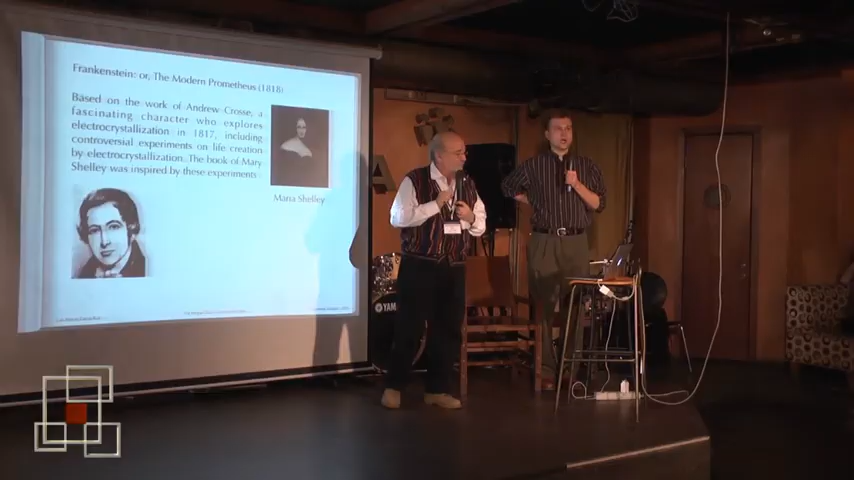 Frankenstein: or, The Modern Prometheus (1818)
Based on the work of Andrew Crosse, a
fascinating character who explores
electrocrystallization in 1817, including
controversial experiments on life creation
by electrocrystallization. The book of Mary
Shelley was inspired by these experiments
Maria Shelley
YAM